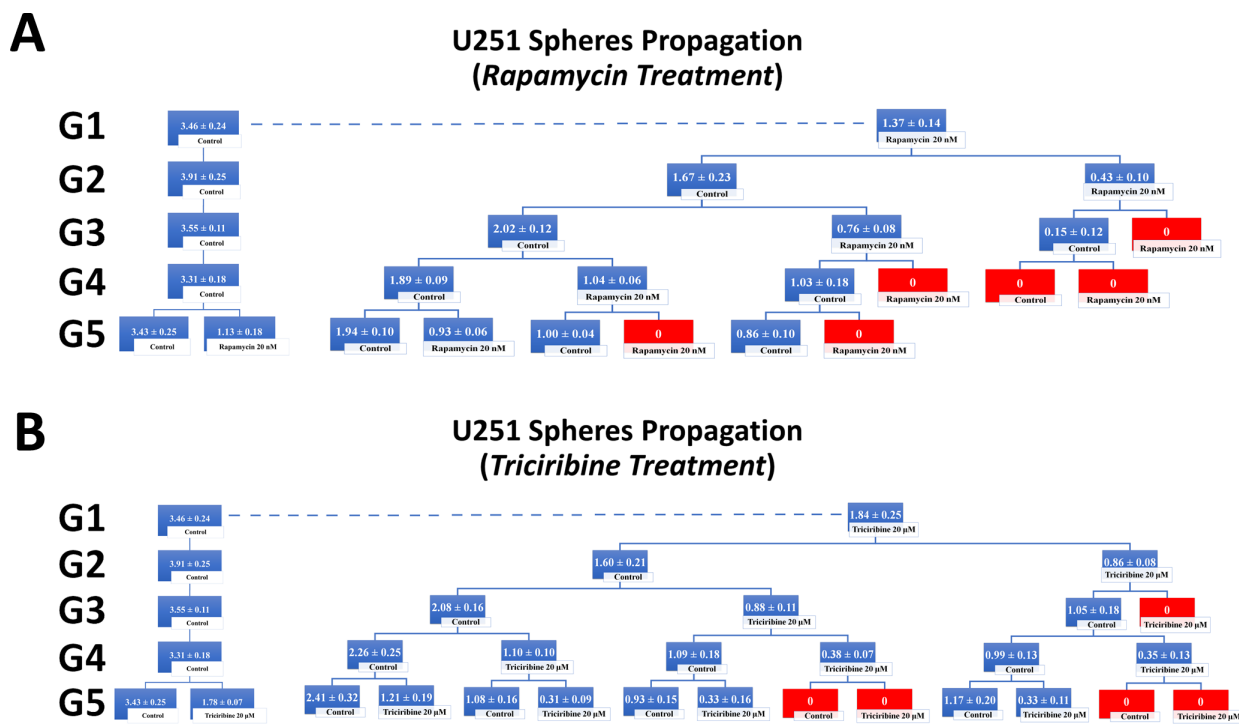 A
U251 Spheres Propagation
(Rapamycin Treatment)
G1
3.46 ± 0.24
Control
1.37 ± 0.14
Rapamycin 20 nM
G2
3.91 ± 0.25
Control
1.67 ± 0.23
Control
0.43 ± 0.10
Rapamycin 20 nM
G3
3.55 ± 0.11
Control
2.02 ± 0.12
Control
0.76 ± 0.08
Rapamycin 20 nM
0.15 ± 0.12
Control
0
Rapamycin 20 nM
G4
3.31 ± 0.18
Control
1.89 ± 0.09
Control
1.04 ± 0.06
Rapamycin 20 nM
1.03 ± 0.18
Control
0
Rapamycin 20 nM
0
Control
0
Rapamycin 20 nM
G5
3.43 ± 0.25
Control
1.13 ± 0.18
Rapamycin 20 nM
1.94 ± 0.10
Control
0.93 ± 0.06
Rapamycin 20 nM
1.00 ± 0.04
Control
0
Rapamycin 20 nM
0.86 ± 0.10
Control
0
Rapamycin 20 nM
B
U251 Spheres Propagation
(Triciribine Treatment)
G1
3.46 ± 0.24
Control
1.84 ± 0.25
Triciribine 20 µM
G2
3.91 ± 0.25
Control
1.60 ± 0.21
Control
0.86 ± 0.08
Triciribine 20 µM
G3
3.55 ± 0.11
Control
2.08 ± 0.16
Control
0.88 ± 0.11
Triciribine 20 µM
1.05 ± 0.18
Control
0
Triciribine 20 µM
G4
3.31 ± 0.18
Control
2.26 ± 0.25
Control
1.10 ± 0.10
Triciribine 20 µM
1.09 ± 0.18
Control
0.38 ± 0.07
Triciribine 20 µM
0.99 ± 0.13
Control
0.35 ± 0.13
Triciribine 20 µM
G5
3.43 ± 0.25
Control
1.78 ± 0.07
Triciribine 20 µM
2.41 ± 0.32
Control
1.21 ± 0.19
Triciribine 20 µM
1.08 ± 0.16
Control
0.31 ± 0.09
Triciribine 20 µM
0.93 ± 0.15
Control
0.33 ± 0.16
Triciribine 20 µM
0
Control
0
Triciribine 20 µM
1.17 ± 0.20
Control
0.33 ± 0.11
Triciribine 20 µM
0
Control
0
Triciribine 20 µM